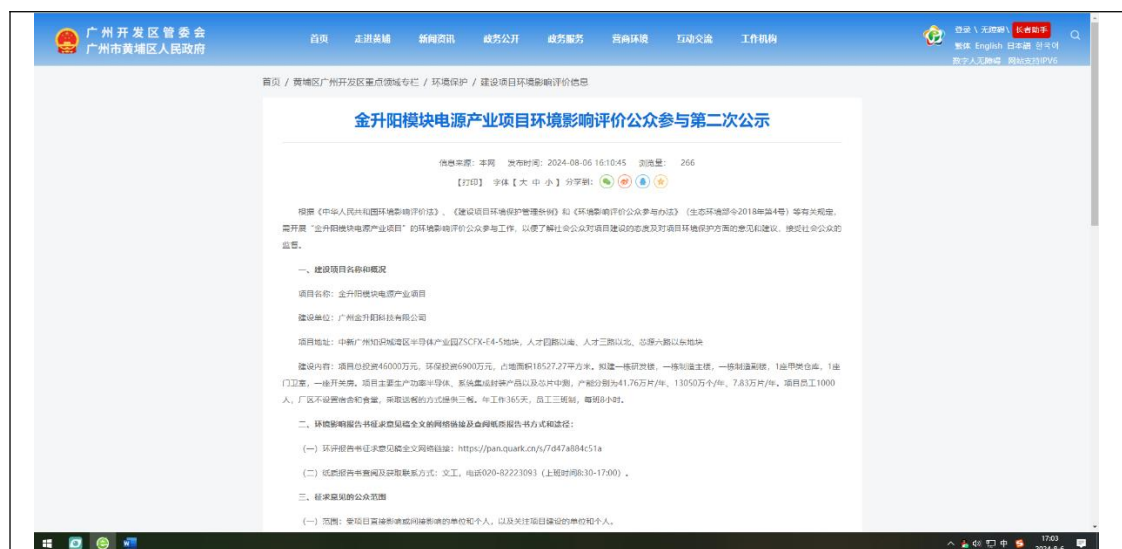 广州开发区管委会
广州市黄埔区人民政府
首页 走进黄埔 新闻资讯 政务公开 政务服务 营商环境 互动交流 工作机构
登录 \ 无障碍 \ 长者助手
繁体 English 日本語 한국어
数字人无障碍 网站支持IPV6
首页 / 黄埔区广州开发区重点领域专栏 / 环境保护 / 建设项目环境影响评价信息
金升阳模块电源产业项目环境影响评价公众参与第二次公示
信息来源: 本网 发布时间: 2024-08-06 16:10:45 浏览量: 266
【打印】 字体【 大 中 小 】 分享到:
根据《中华人民共和国环境影响评价法》、《建设项目环境保护管理条例》和《环境影响评价公众参与办法》（生态环境部令2018年第4号）等有关规定，
需开展“金升阳模块电源产业项目”的环境影响评价公众参与工作，以便了解社会公众对项目建设的态度及对项目环境保护方面的意见和建议，接受社会公众的
监督。
一、建设项目名称和概况
项目名称：金升阳模块电源产业项目
建设单位：广州金升阳科技有限公司
项目地址：中新广州知识城湾区半导体产业园ZSCFX-E4-5地块，人才四路以南、人才三路以北、芯源六路以东地块
建设内容：项目总投资46000万元，环保投资6900万元，占地面积18527.27平方米。拟建一栋研发楼，一栋制造主楼，一栋制造副楼，1座甲类仓库，1座
门卫室，一座开关房。项目主要生产功率半导体、系统集成封装产品以及芯片中测，产能分别为41.76万片/年、13050万个/年、7.83万片/年。项目员工1000
人，厂区不设置宿舍和食堂，采取送餐的方式提供三餐。年工作365天，员工三班制，每班8小时。
二、环境影响报告书征求意见稿全文的网络链接及查阅纸质报告书方式和途径：
（一）环评报告书征求意见稿全文网络链接：https://pan.quark.cn/s/7d47a884c51a
（二）纸质报告书查阅及获取联系方式：文工，电话020-82223093（上班时间8:30-17:00）。
三、征求意见的公众范围
（一）范围：受项目直接影响或间接影响的单位和个人，以及关注项目建设的单位和个人。
中
17:03
2024-8-6